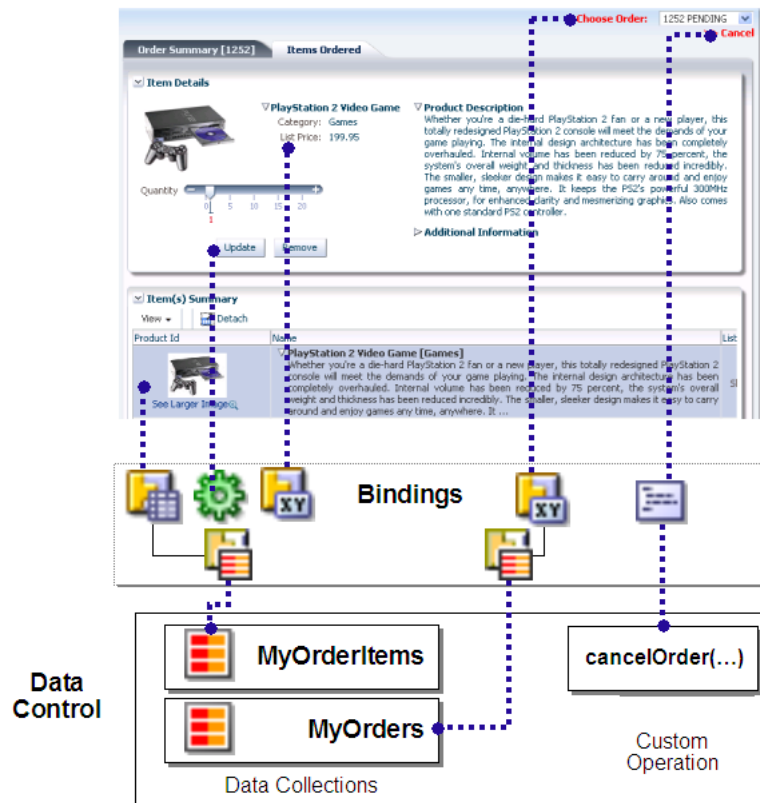 Choose Order: 1252 PENDING
Cancel
Order Summary [1252] Items Ordered
Item Details
PlayStation 2 Video Game
Category: Games
List Price: 199.95
Quantity
0 5 10 15 20
1
Update Remove
Product Description
Whether you're a die-hard PlayStation 2 fan or a new player, this
totally redesigned PlayStation 2 console will meet the demands of your
game playing. The internal design architecture has been completely
overhauled. Internal volume has been reduced by 75 percent, the
system's overall weight and thickness has been reduced incredibly.
The smaller, sleeker design makes it easy to carry around and enjoy
games any time, anywhere. It keeps the PS2's powerful 300MHz
processor, for enhanced clarity and mesmerizing graphics. Also comes
with one standard PS2 controller.
Additional Information
Item(s) Summary
View Detach
Product Id Name List
See Larger Image
PlayStation 2 Video Game [Games]
Whether you're a die-hard PlayStation 2 fan or a new player, this totally redesigned PlayStation 2
console will meet the demands of your game playing. The internal design architecture has been
completely overhauled. Internal volume has been reduced by 75 percent, the system's overall
weight and thickness has been reduced incredibly. The smaller, sleeker design makes it easy to carry
around and enjoy games any time, anywhere. It ...
XY Bindings XY
Data
Control
MyOrderItems
MyOrders
Data Collections
cancelOrder(...)
Custom
Operation